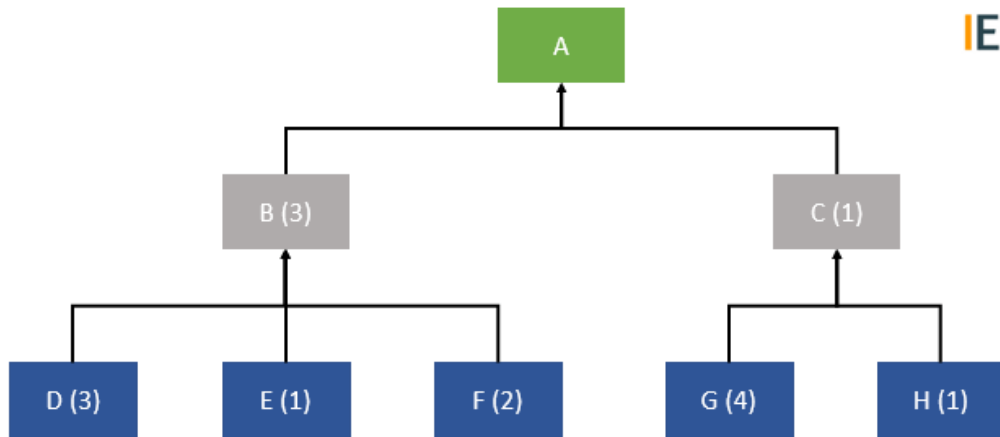 A
IE
B (3)
C (1)
D (3)
E (1)
F (2)
G (4)
H (1)